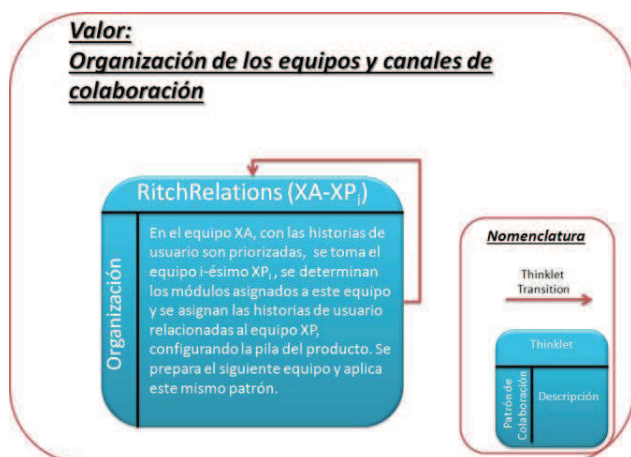 Valor:
Organización de los equipos y canales de
colaboración
RitchRelations (XA-XPi)
Organización
En el equipo XA, con las historias de
usuario son priorizadas, se toma el
equipo i-ésimo XPi , se determinan
los módulos asignados a este equipo
y se asignan las historias de usuario
relacionadas al equipo XP,
configurando la pila del producto. Se
prepara el siguiente equipo y aplica
este mismo patrón.
Nomenclatura
Thinklet
Transition
Thinklet
Patrón de
Colaboración
Descripción